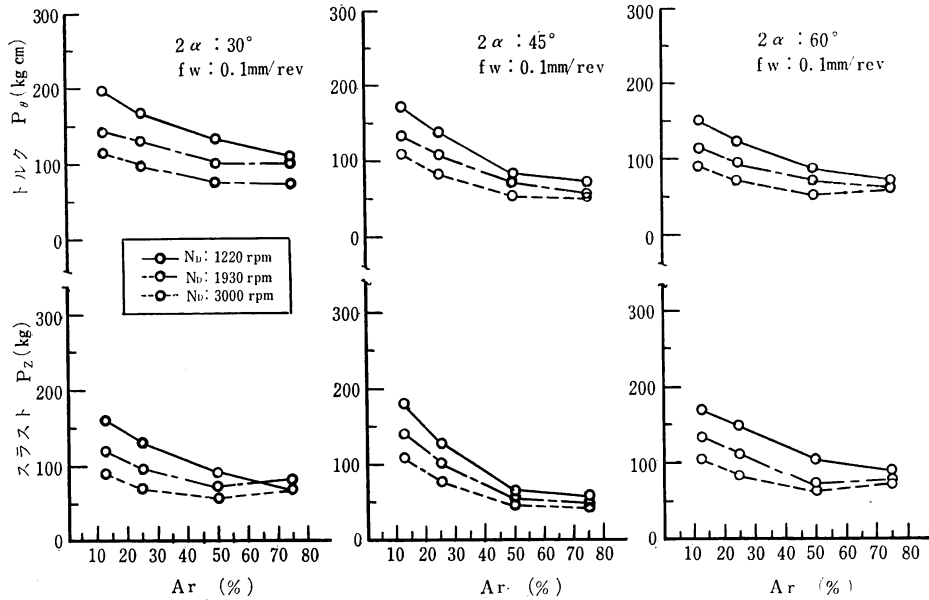 300
200
100
0
トルク Pθ(kg cm)
2α : 30°
fw : 0.1mm/rev
300
200
100
0
2α : 45°
fw : 0.1mm/rev
300
200
100
0
2α : 60°
fw : 0.1mm/rev
ND : 1220 rpm
ND : 1930 rpm
ND : 3000 rpm
300
200
100
0
スラスト Pz(kg)
10 20 30 40 50 60 70 80
Ar (%)
300
200
100
0
10 20 30 40 50 60 70 80
Ar (%)
300
200
100
0
10 20 30 40 50 60 70 80
Ar (%)